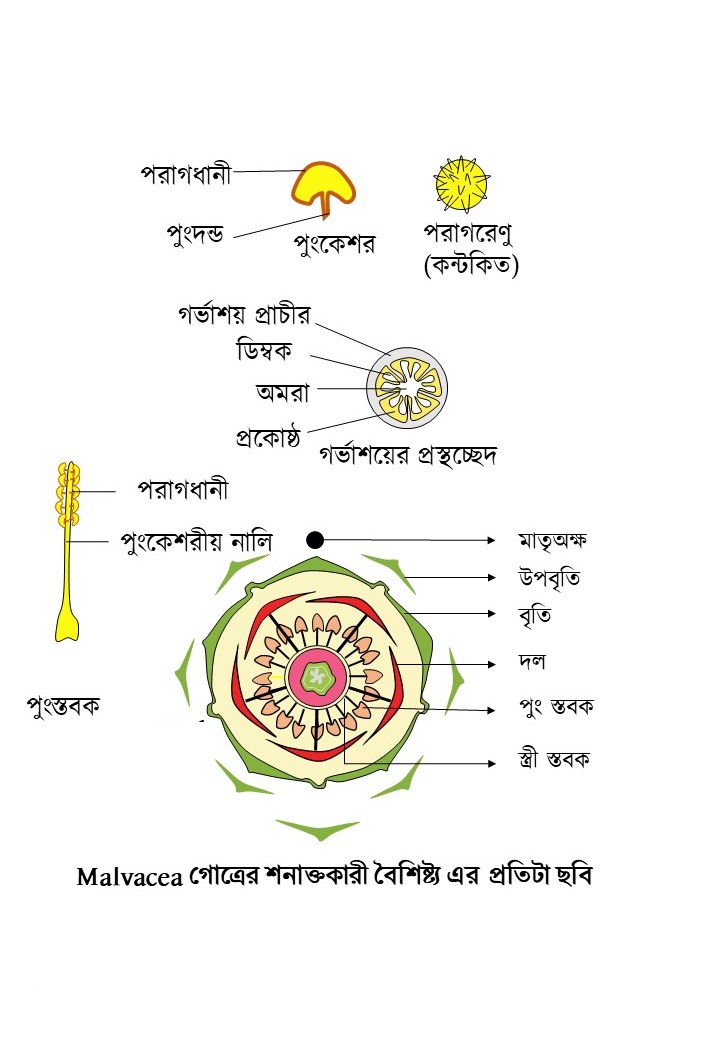 পরাগধানী
পুংদন্ড
পুংকেশর
পরাগরেণু
(কন্টকিত)
গর্ভাশয় প্রাচীর
ডিম্বক
অমরা
প্রকোষ্ঠ
গর্ভাশয়ের প্রস্থচ্ছেদ
পরাগধানী
পুংকেশরীয় নালি
পুংস্তবক
মাতৃঅক্ষ
উপবৃতি
বৃতি
দল
পুং স্তবক
স্ত্রী স্তবক
Malvacea গোত্রের শনাক্তকারী বৈশিষ্ট্য এর প্রতিটা ছবি